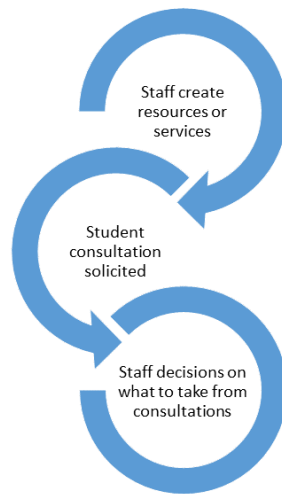 Staff create
resources or
services
Student
consultation
solicited
Staff decisions on
what to take from
consultations